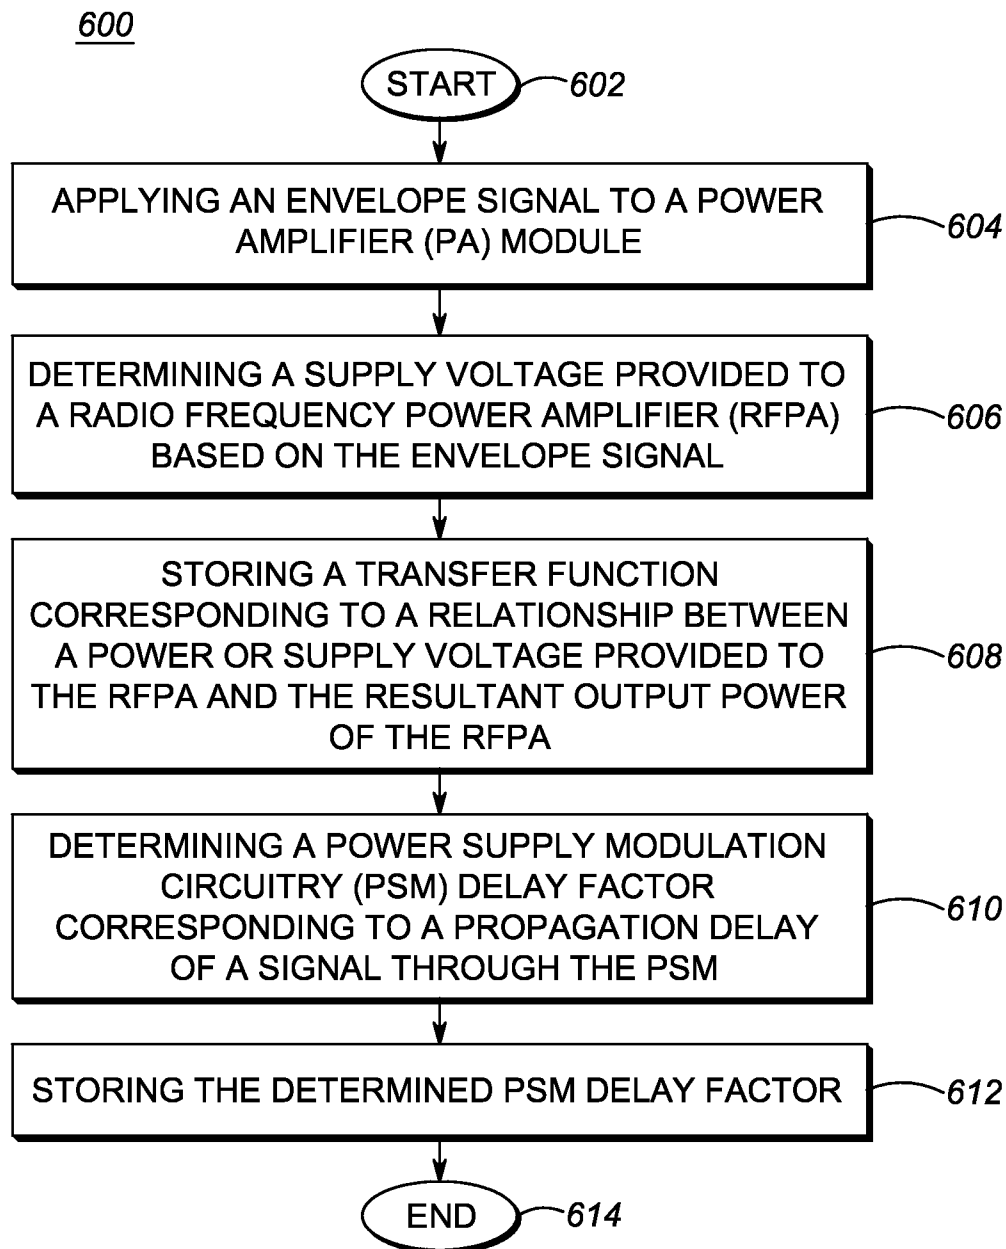 600
START
602
APPLYING AN ENVELOPE SIGNAL TO A POWER
AMPLIFIER (PA) MODULE
604
DETERMINING A SUPPLY VOLTAGE PROVIDED TO
A RADIO FREQUENCY POWER AMPLIFIER (RFPA)
BASED ON THE ENVELOPE SIGNAL
606
STORING A TRANSFER FUNCTION
CORRESPONDING TO A RELATIONSHIP BETWEEN
A POWER OR SUPPLY VOLTAGE PROVIDED TO
THE RFPA AND THE RESULTANT OUTPUT POWER
OF THE RFPA
608
DETERMINING A POWER SUPPLY MODULATION
CIRCUITRY (PSM) DELAY FACTOR
CORRESPONDING TO A PROPAGATION DELAY
OF A SIGNAL THROUGH THE PSM
610
STORING THE DETERMINED PSM DELAY FACTOR
612
END
614